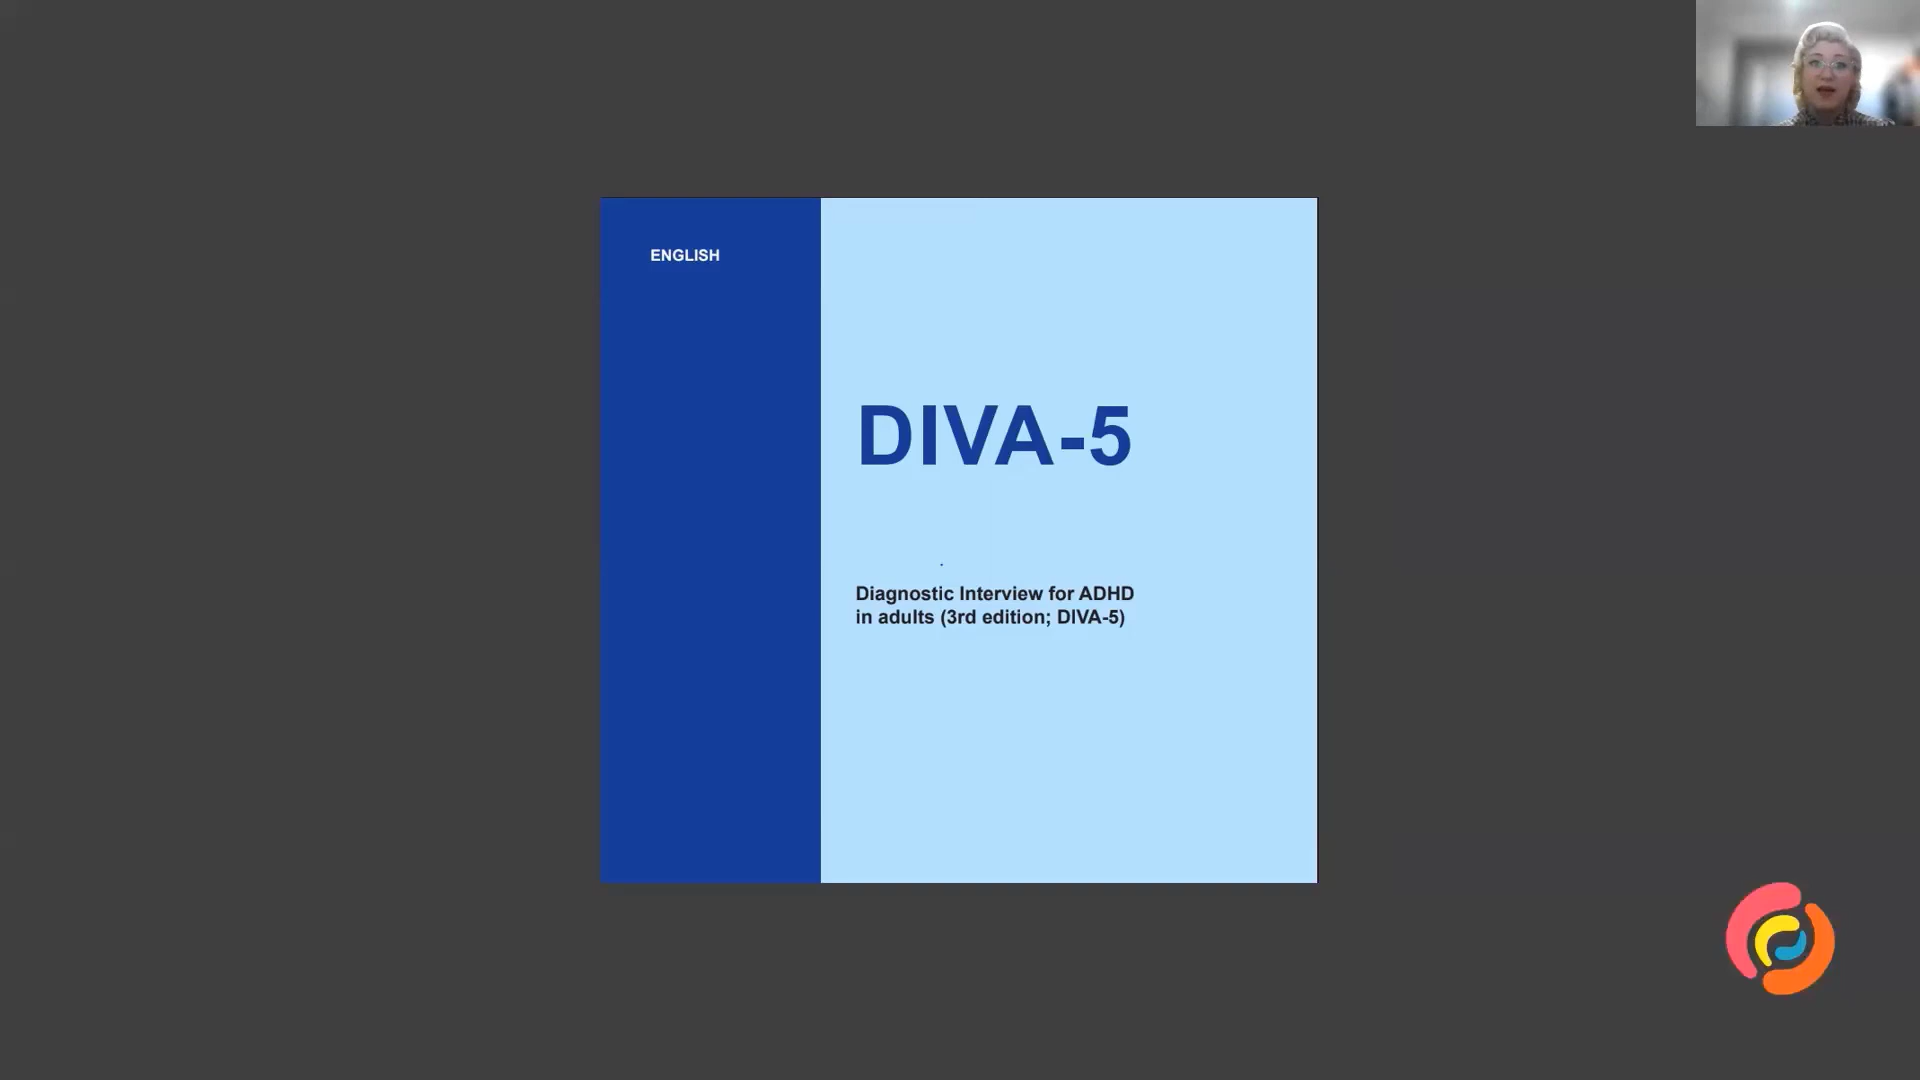 ENGLISH
DIVA-5
Diagnostic Interview for ADHD
in adults (3rd edition; DIVA-5)